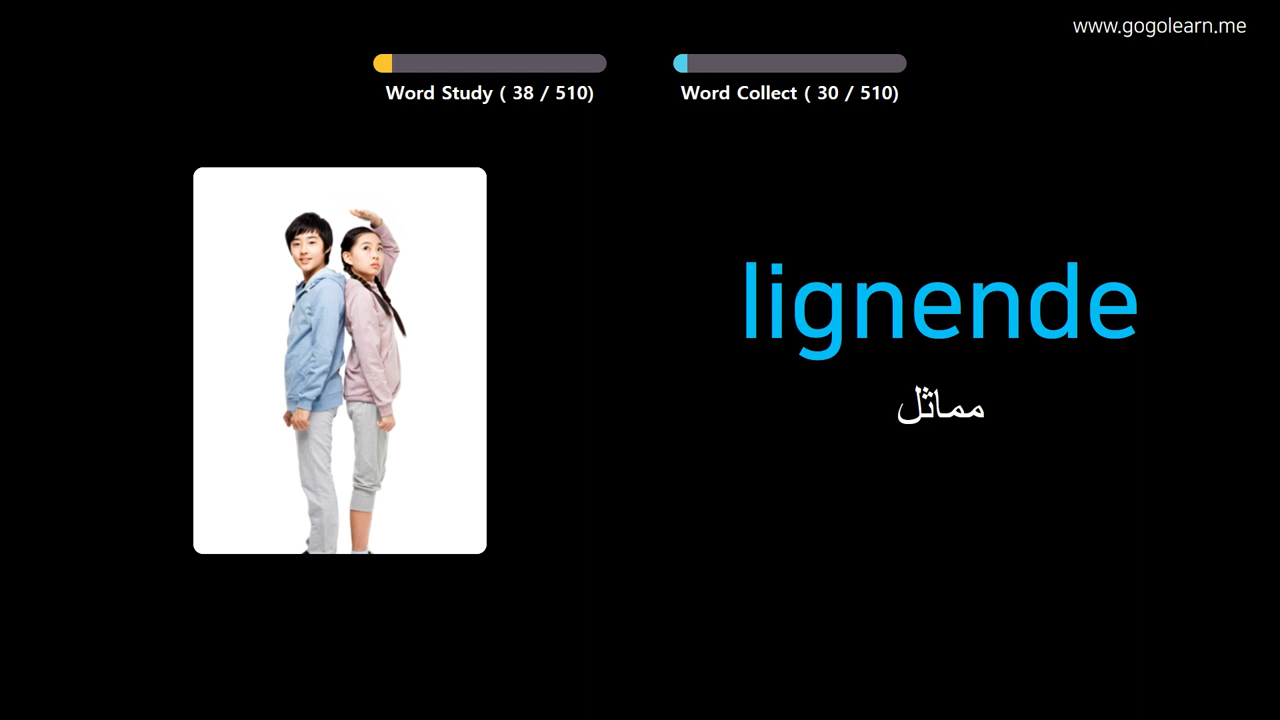 www.gogolearn.me
Word Study ( 38 / 510)
Word Collect ( 30 / 510)
lignende
مماثل